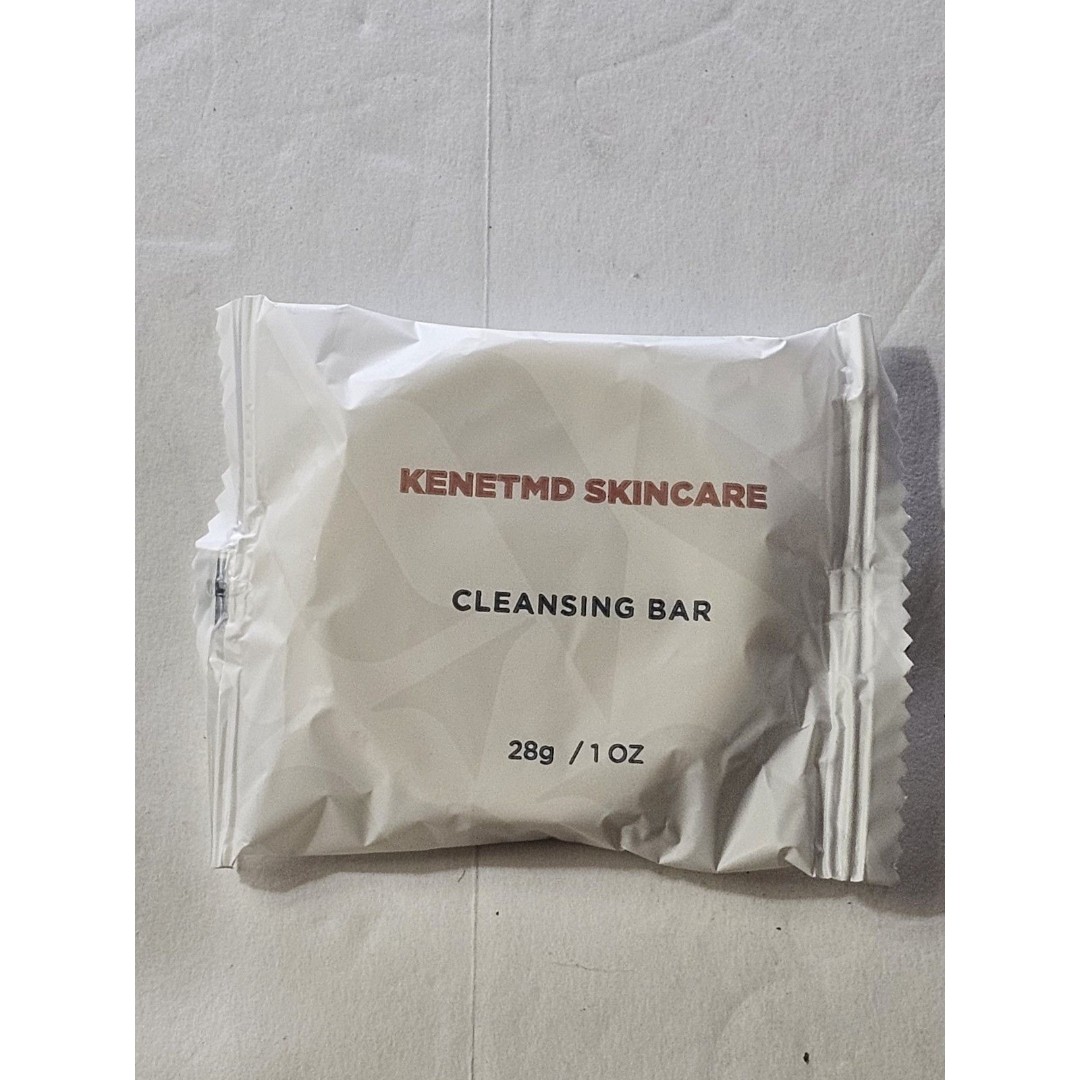 KENETMD SKINCARE
CLEANSING BAR
28g / 1 OZ